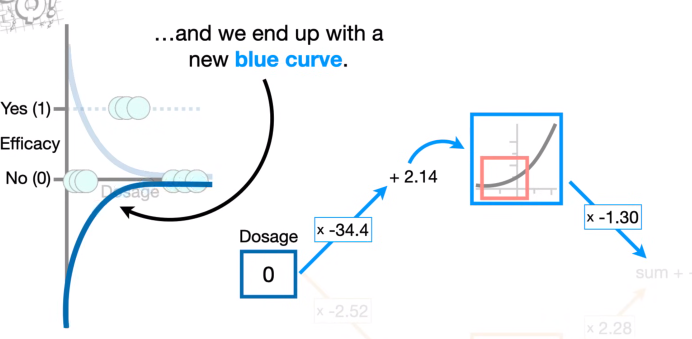 ...and we end up with a
new blue curve.
Yes (1)
Efficacy
No (0)
Dosage
+ 2.14
x -34.4
x -1.30
Dosage
0
sum + -
x -2.52
x 2.28